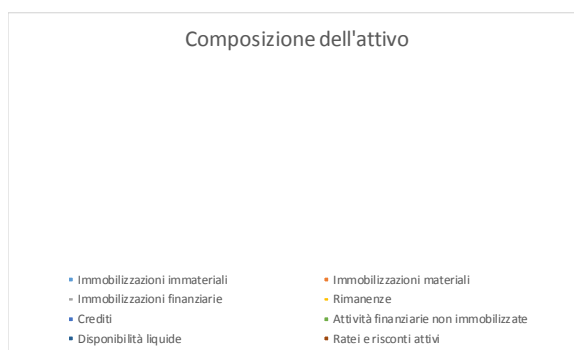 Composizione dell'attivo
Immobilizzazioni immateriali
Immobilizzazioni materiali
Immobilizzazioni finanziarie
Rimanenze
Crediti
Attività finanziarie non immobilizzate
Disponibilità liquide
Ratei e risconti attivi